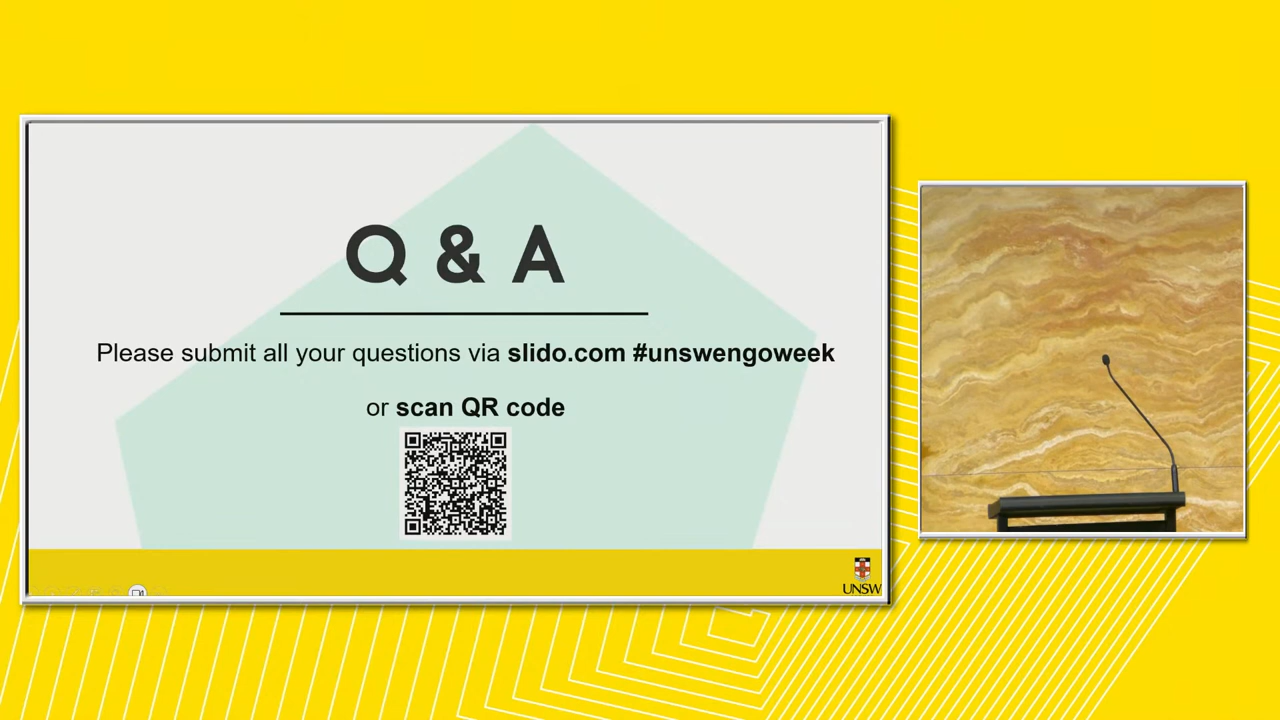 Q & A
Please submit all your questions via slido.com #unswengoweek
or scan QR code
UNSW